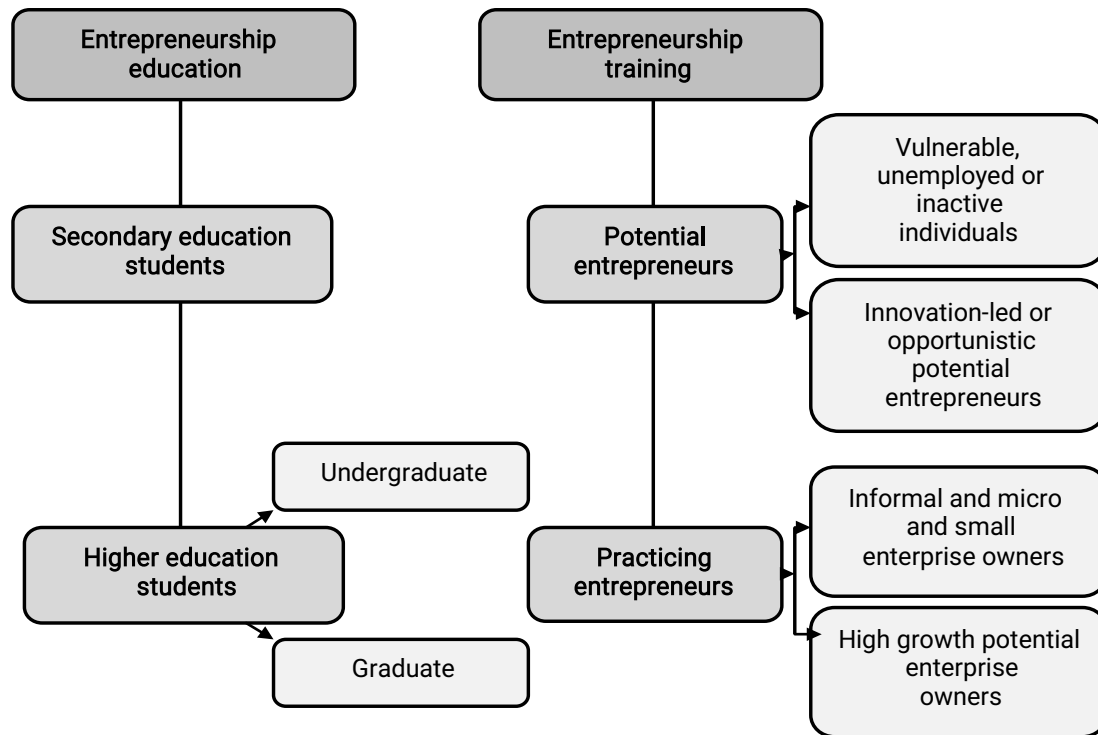 Entrepreneurship
education
Entrepreneurship
training
Secondary education
students
Potential
entrepreneurs
Vulnerable,
unemployed or
inactive
individuals
Innovation-led or
opportunistic
potential
entrepreneurs
Undergraduate
Higher education
students
Graduate
Practicing
entrepreneurs
Informal and micro
and small
enterprise owners
High growth potential
enterprise
owners